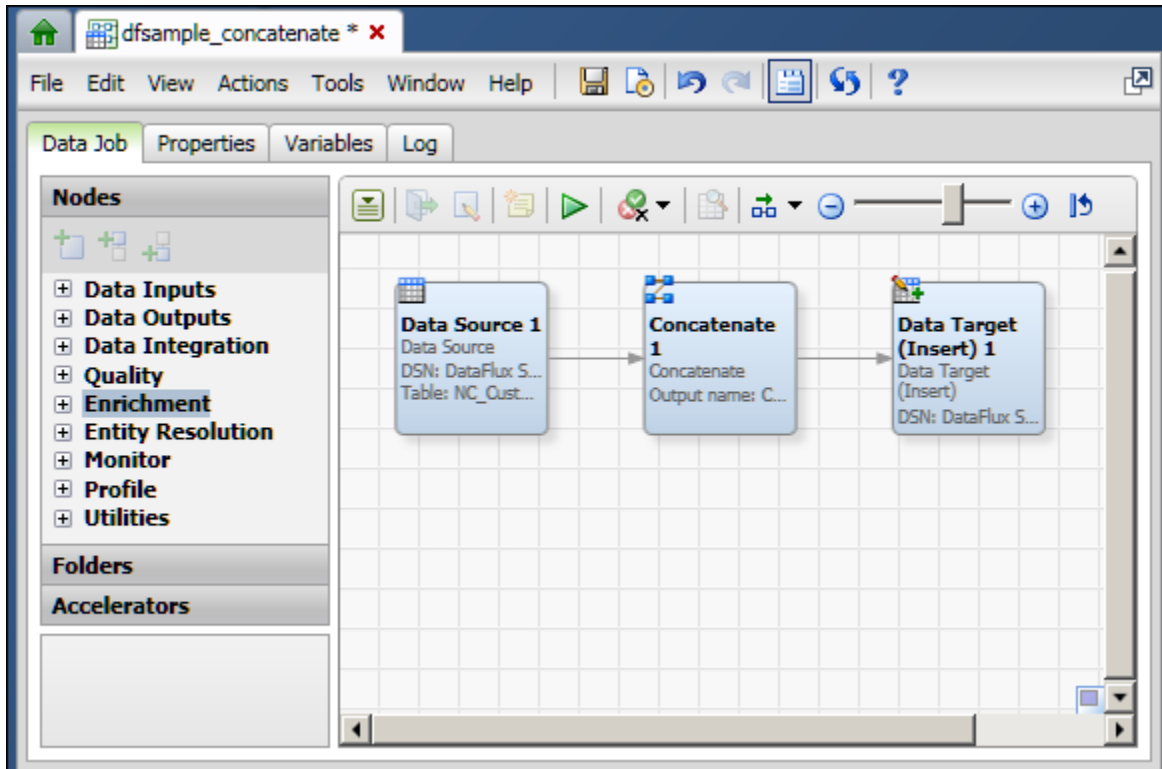 dfsample_concatenate *
File Edit View Actions Tools Window Help
Data Job Properties Variables Log
Nodes
Data Inputs
Data Outputs
Data Integration
Quality
Enrichment
Entity Resolution
Monitor
Profile
Utilities
Folders
Accelerators
Data Source 1
Data Source
DSN: DataFlux S...
Table: NC_Cust...
Concatenate
1
Concatenate
Output name: C...
Data Target
(Insert) 1
Data Target
(Insert)
DSN: DataFlux S...